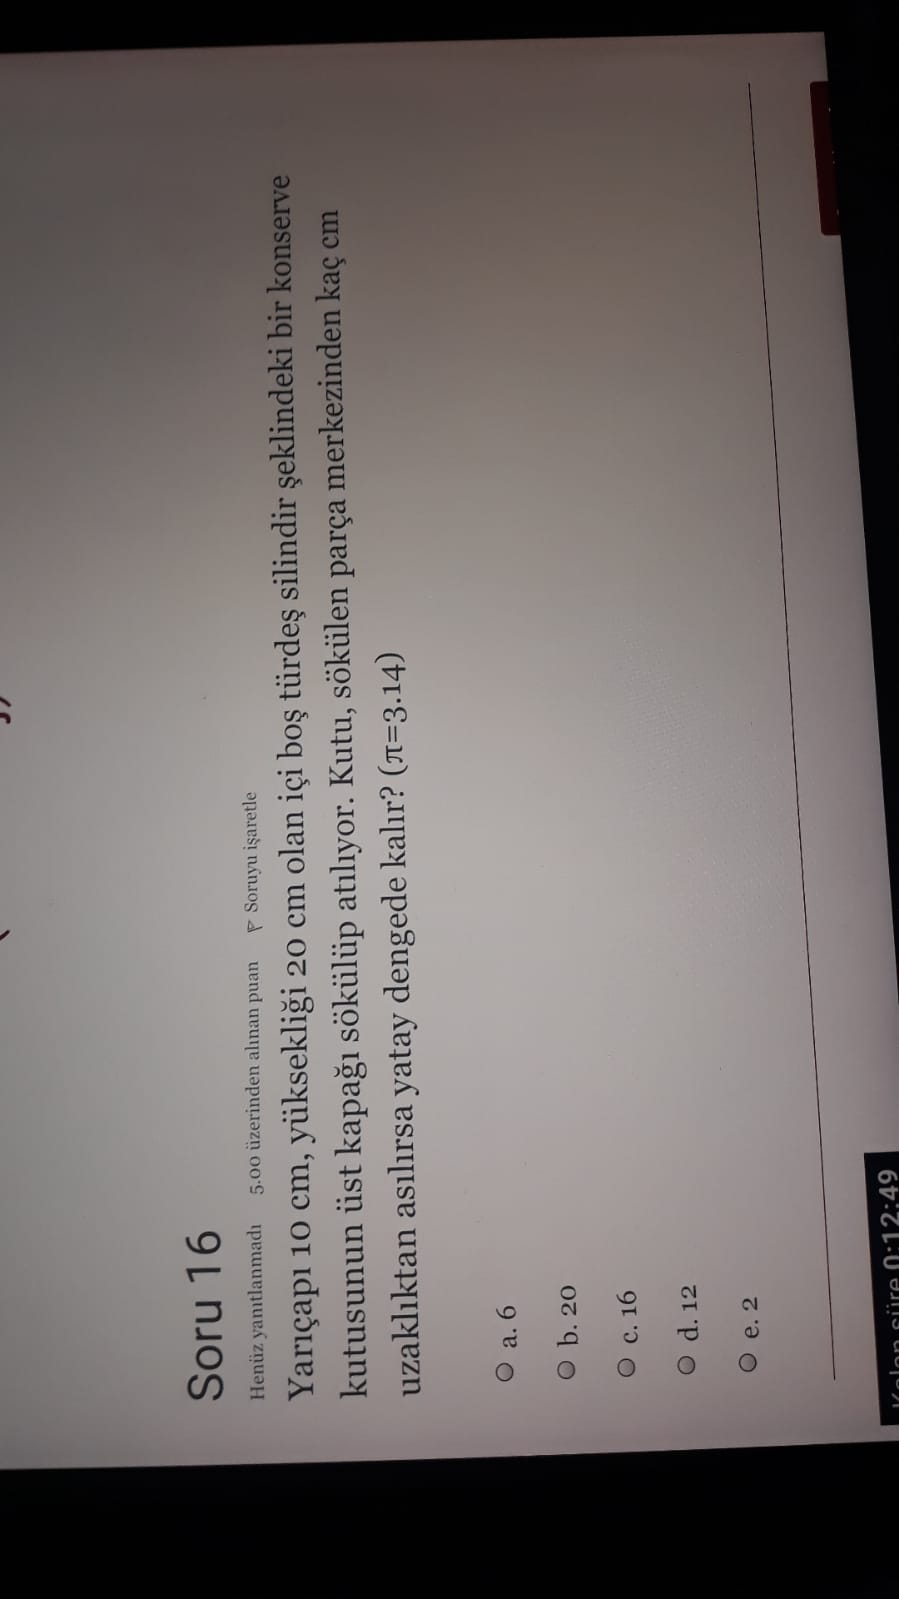 Soru 16
Henüz yanıtlanmadı 5.00 üzerinden alınan puan Soruyu işaretle
Yarıçapı 10 cm, yüksekliği 20 cm olan içi boş türdeş silindir şeklindeki bir konserve
kutusunun üst kapağı sökülüp atılıyor. Kutu, sökülen parça merkezinden kaç cm
uzaklıktan asılırsa yatay dengede kalır? (π=3.14)
a. 6
b. 20
c. 16
d. 12
e. 2
süre 0:12:49